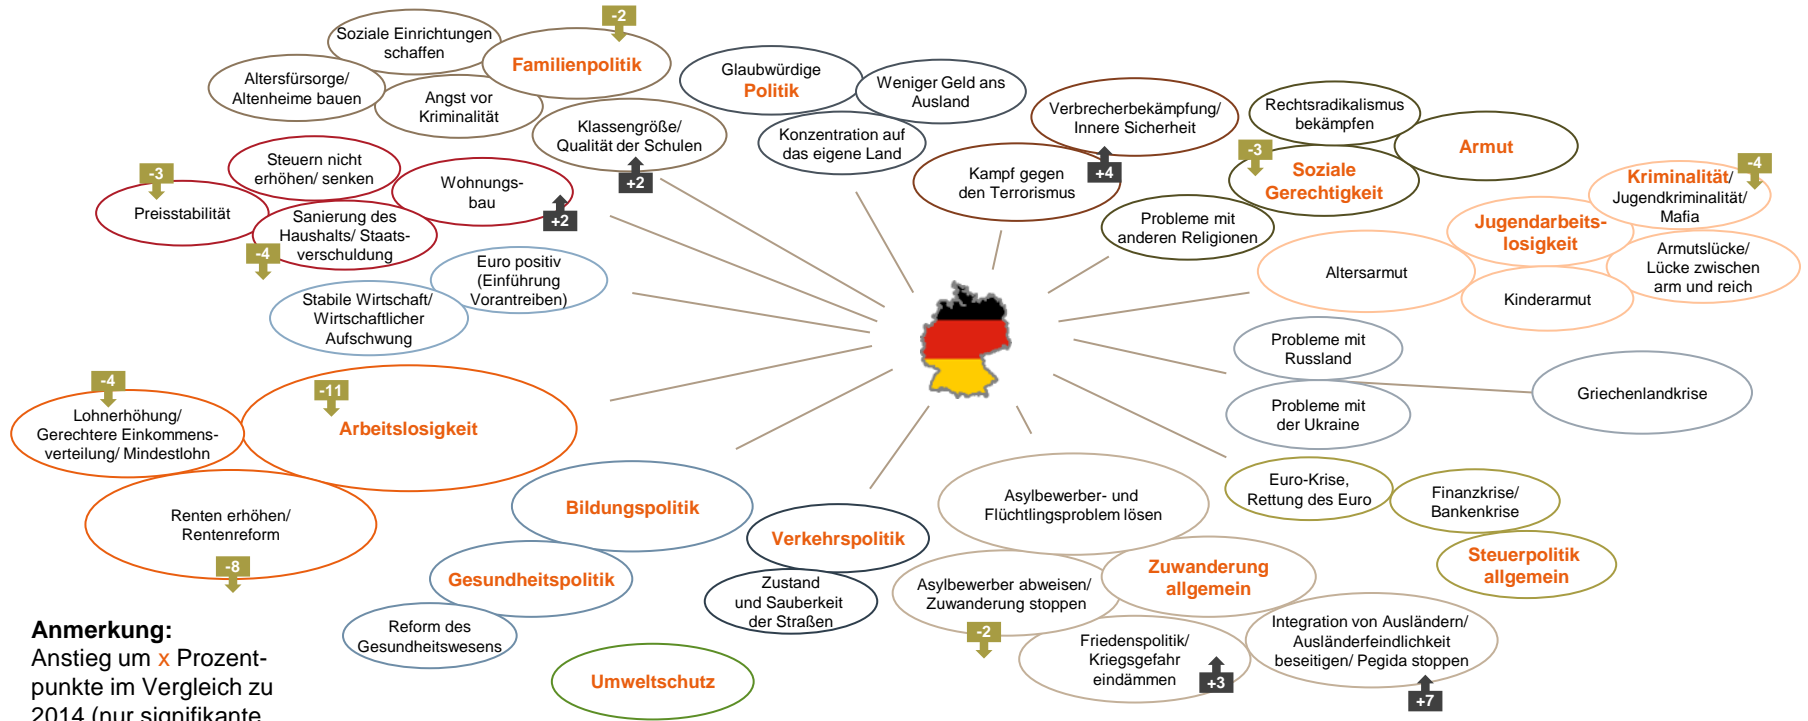 -2
Soziale Einrichtungen
schaffen
Familienpolitik
Altersfürsorge/
Altenheime bauen
Angst vor
Kriminalität
Klassengröße/
Qualität der Schulen
+2
Glaubwürdige
Politik
Weniger Geld ans
Ausland
Konzentration auf
das eigene Land
Verbrecherbekämpfung/
Innere Sicherheit
+4
Kampf gegen
den Terrorismus
Rechtsradikalismus
bekämpfen
Armut
-3
Soziale
Gerechtigkeit
Probleme mit
anderen Religionen
-4
Kriminalität/
Jugendkriminalität/
Mafia
Jugendarbeits-
losigkeit
Armutslücke/
Lücke zwischen
arm und reich
Altersarmut
Kinderarmut
Steuern nicht
erhöhen/ senken
-3
Preisstabilität
Wohnungs-
bau
+2
Sanierung des
Haushalts/ Staats-
verschuldung
-4
Euro positiv
(Einführung
Vorantreiben)
Stabile Wirtschaft/
Wirtschaftlicher
Aufschwung
Probleme mit
Russland
Probleme mit
der Ukraine
Griechenlandkrise
-4
Lohnerhöhung/
Gerechtere Einkommens-
verteilung/ Mindestlohn
-11
Arbeitslosigkeit
Renten erhöhen/
Rentenreform
-8
Bildungspolitik
Gesundheitspolitik
Reform des
Gesundheitswesens
Verkehrspolitik
Zustand
und Sauberkeit
der Straßen
Umweltschutz
Asylbewerber- und
Flüchtlingsproblem lösen
Zuwanderung
allgemein
Asylbewerber abweisen/
Zuwanderung stoppen
-2
Friedenspolitik/
Kriegsgefahr
eindämmen
+3
Integration von Ausländern/
Ausländerfeindlichkeit
beseitigen/ Pegida stoppen
+7
Euro-Krise,
Rettung des Euro
Finanzkrise/
Bankenkrise
Steuerpolitik
allgemein
Anmerkung:
Anstieg um x Prozent-
punkte im Vergleich zu
2014 (nur signifikante